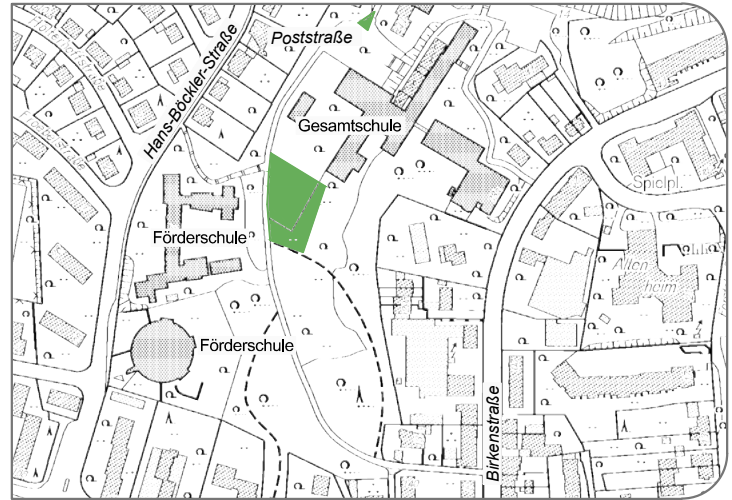 Poststraße
Hans-Böckler-Straße
Gesamtschule
Spielpl.
Förderschule
Alten
heim
Förderschule
Birkenstraße